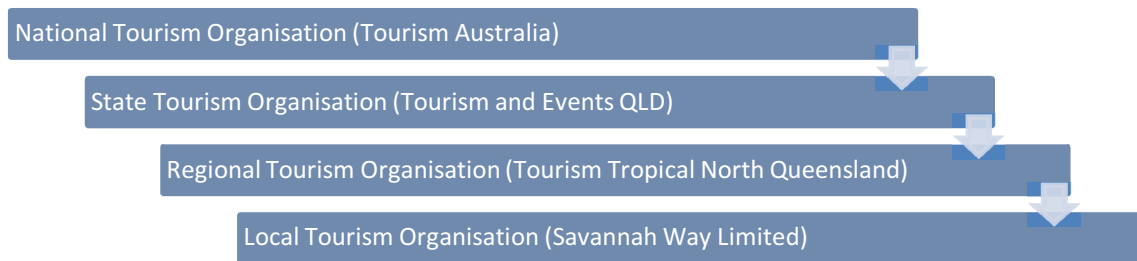 National Tourism Organisation (Tourism Australia)
State Tourism Organisation (Tourism and Events QLD)
Regional Tourism Organisation (Tourism Tropical North Queensland)
Local Tourism Organisation (Savannah Way Limited)